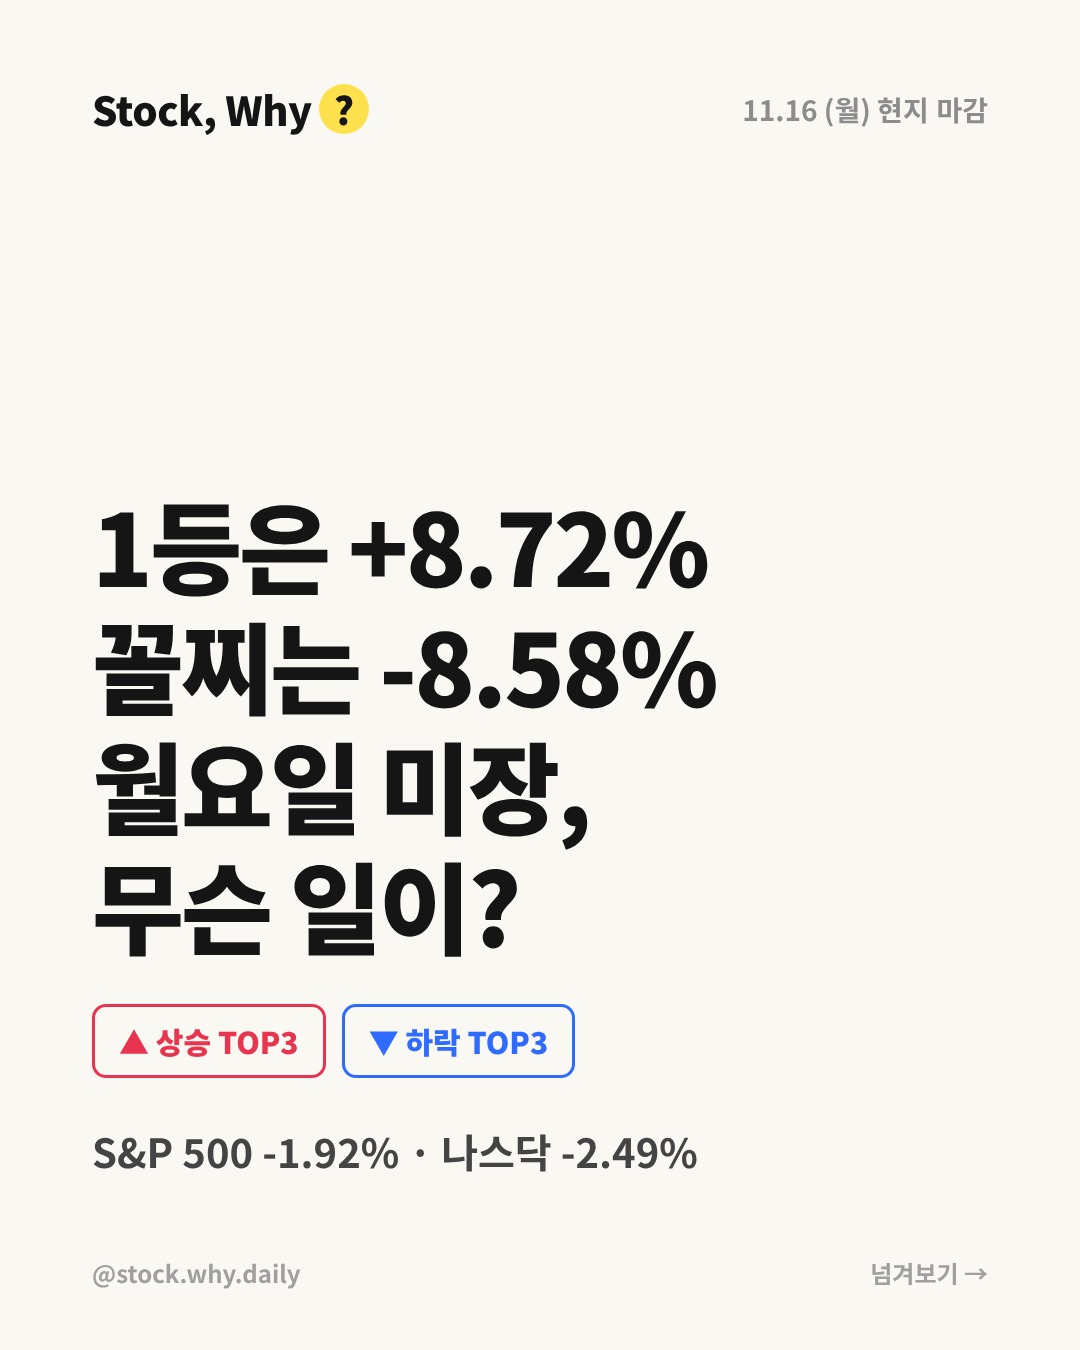 Stock, Why ?
11.16 (월) 현지 마감
1등은 +8.72%
꼴찌는 -8.58%
월요일 미장,
무슨 일이?
▲ 상승 TOP3
▼ 하락 TOP3
S&P 500 -1.92% · 나스닥 -2.49%
@stock.why.daily
넘겨보기 →